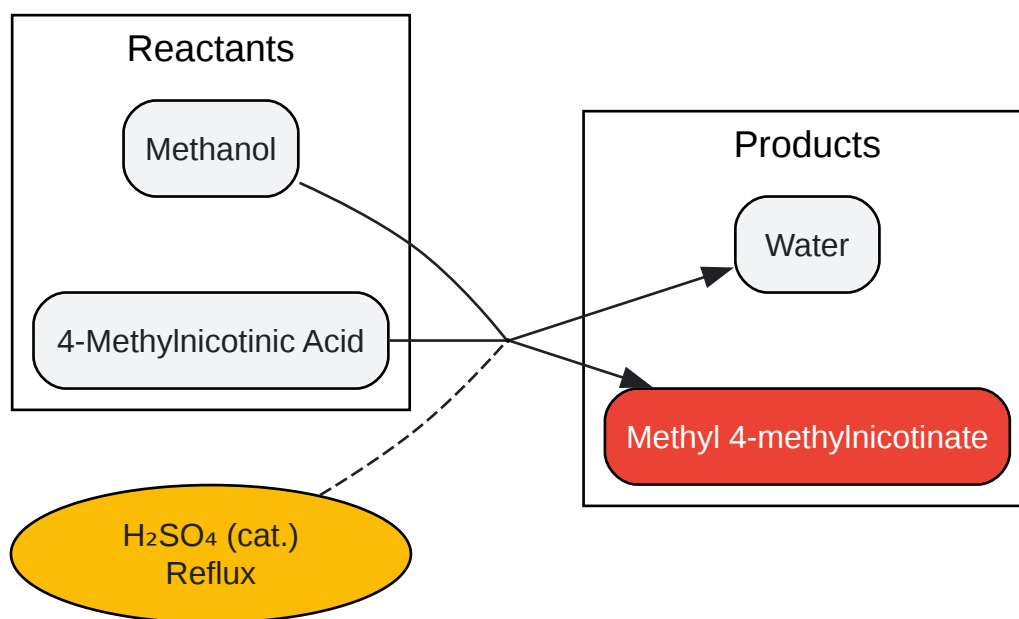 Reactants
Methanol
4-Methylnicotinic Acid
H₂SO₄ (cat.)
Reflux
Products
Water
Methyl 4-methylnicotinate